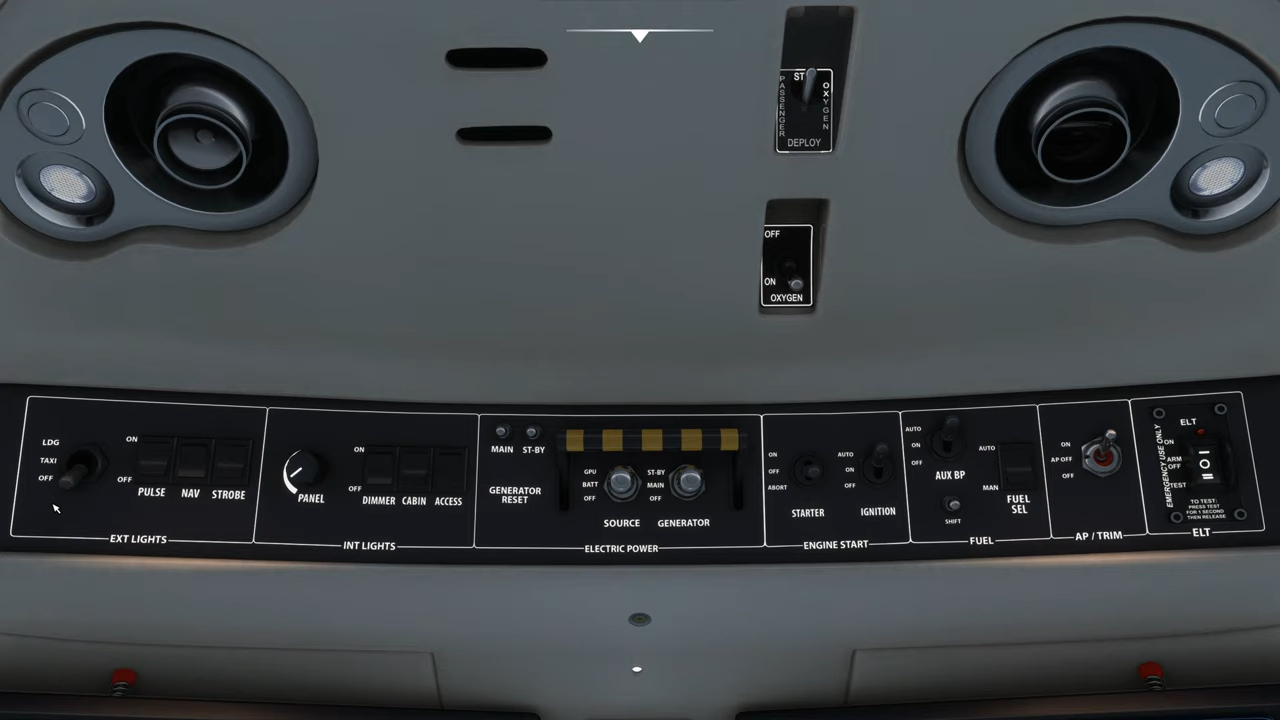 ST
PASSENGER
OXYGEN
DEPLOY
OFF
ON
OXYGEN
LDG
TAXI
OFF
ON
OFF
PULSE NAV STROBE
EXT LIGHTS
PANEL
ON
OFF
DIMMER CABIN ACCESS
INT LIGHTS
MAIN ST-BY
GENERATOR
RESET
GPU
BATT
OFF
SOURCE
ST-BY
MAIN
OFF
GENERATOR
ELECTRIC POWER
ON
OFF
ABORT
STARTER
AUTO
ON
OFF
IGNITION
ENGINE START
AUTO
ON
OFF
AUX BP
SHIFT
AUTO
MAN
FUEL
SEL
FUEL
ON
AP OFF
OFF
AP / TRIM
EMERGENCY USE ONLY
ELT
ON
ARM
OFF
TEST
TO TEST:
PRESS TEST
FOR 1 SECOND
THEN RELEASE
ELT